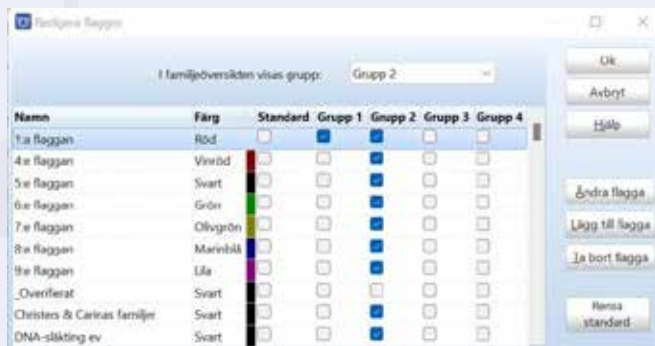 Redigera flaggor
I familjeöversikten visas grupp: Grupp 2
Ok
Avbryt
Hjälp
Namn Färg Standard Grupp 1 Grupp 2 Grupp 3 Grupp 4
1:a flaggan Röd
4:e flaggan Vinröd
5:e flaggan Svart
6:e flaggan Grön
7:e flaggan Olivgrön
8:e flaggan Marinblå
9:e flaggan Lila
_Overifierat Svart
Christers & Carinas familjer Svart
DNA-släkting ev Svart
Ändra flagga
Lägg till flagga
Ta bort flagga
Rensa
standard